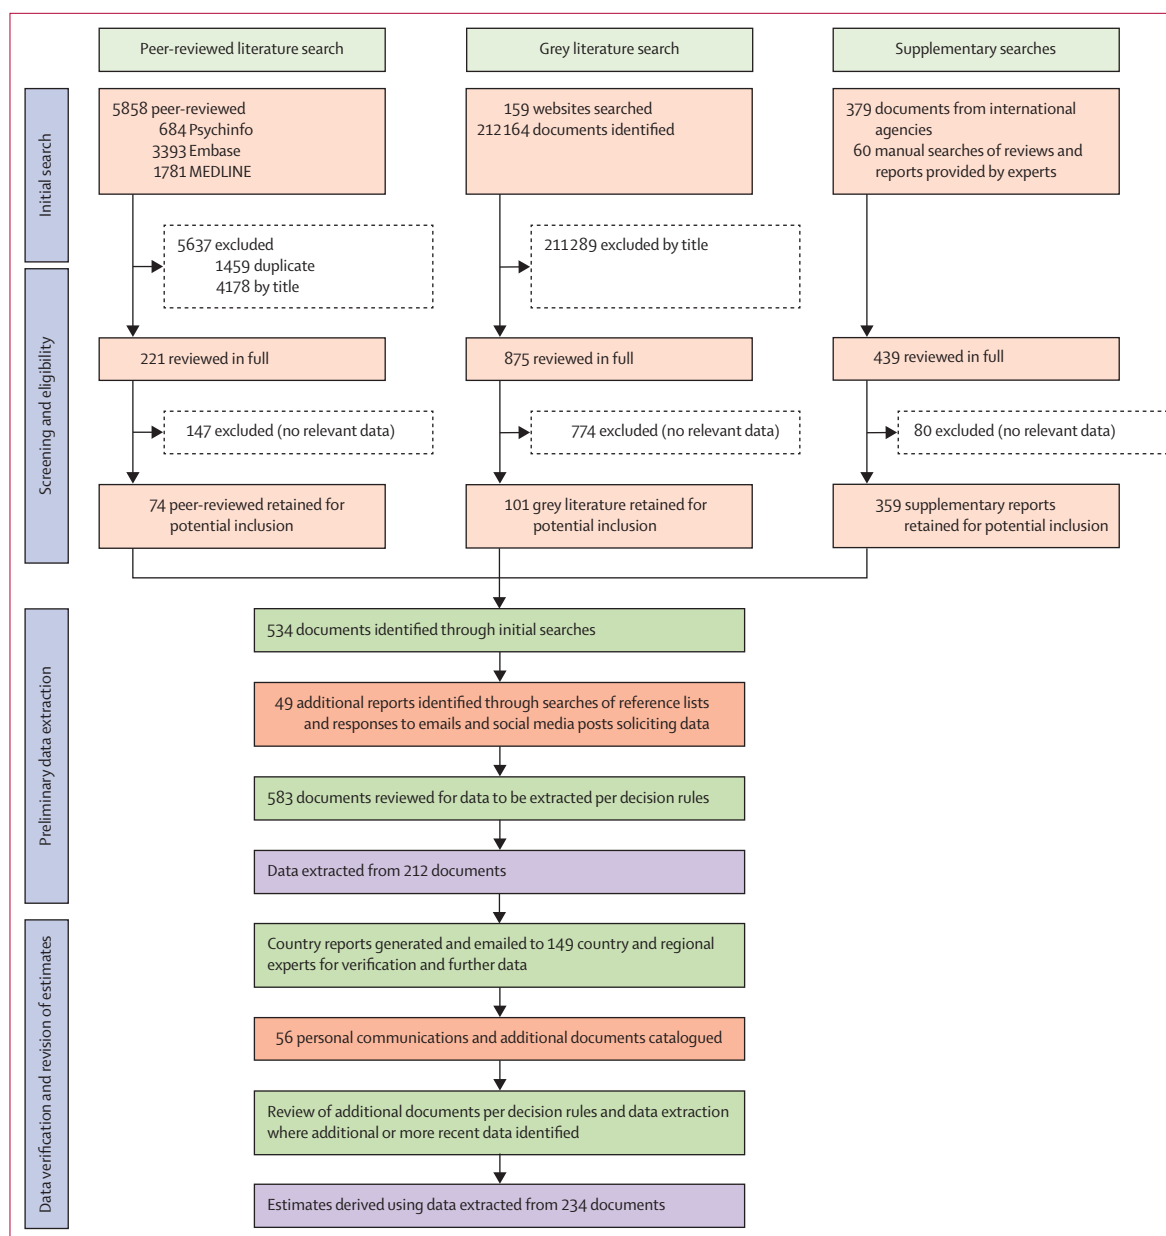 Peer-reviewed literature search
Grey literature search
Supplementary searches
Initial search
5858 peer-reviewed
684 Psychinfo
3393 Embase
1781 MEDLINE
159 websites searched
212 164 documents identified
379 documents from international
agencies
60 manual searches of reviews and
reports provided by experts
5637 excluded
1459 duplicate
4178 by title
211 289 excluded by title
Screening and eligibility
221 reviewed in full
875 reviewed in full
439 reviewed in full
147 excluded (no relevant data)
774 excluded (no relevant data)
80 excluded (no relevant data)
74 peer-reviewed retained for
potential inclusion
101 grey literature retained for
potential inclusion
359 supplementary reports
retained for potential inclusion
Preliminary data extraction
534 documents identified through initial searches
49 additional reports identified through searches of reference lists
and responses to emails and social media posts soliciting data
583 documents reviewed for data to be extracted per decision rules
Data extracted from 212 documents
Data verification and revision of estimates
Country reports generated and emailed to 149 country and regional
experts for verification and further data
56 personal communications and additional documents catalogued
Review of additional documents per decision rules and data extraction
where additional or more recent data identified
Estimates derived using data extracted from 234 documents